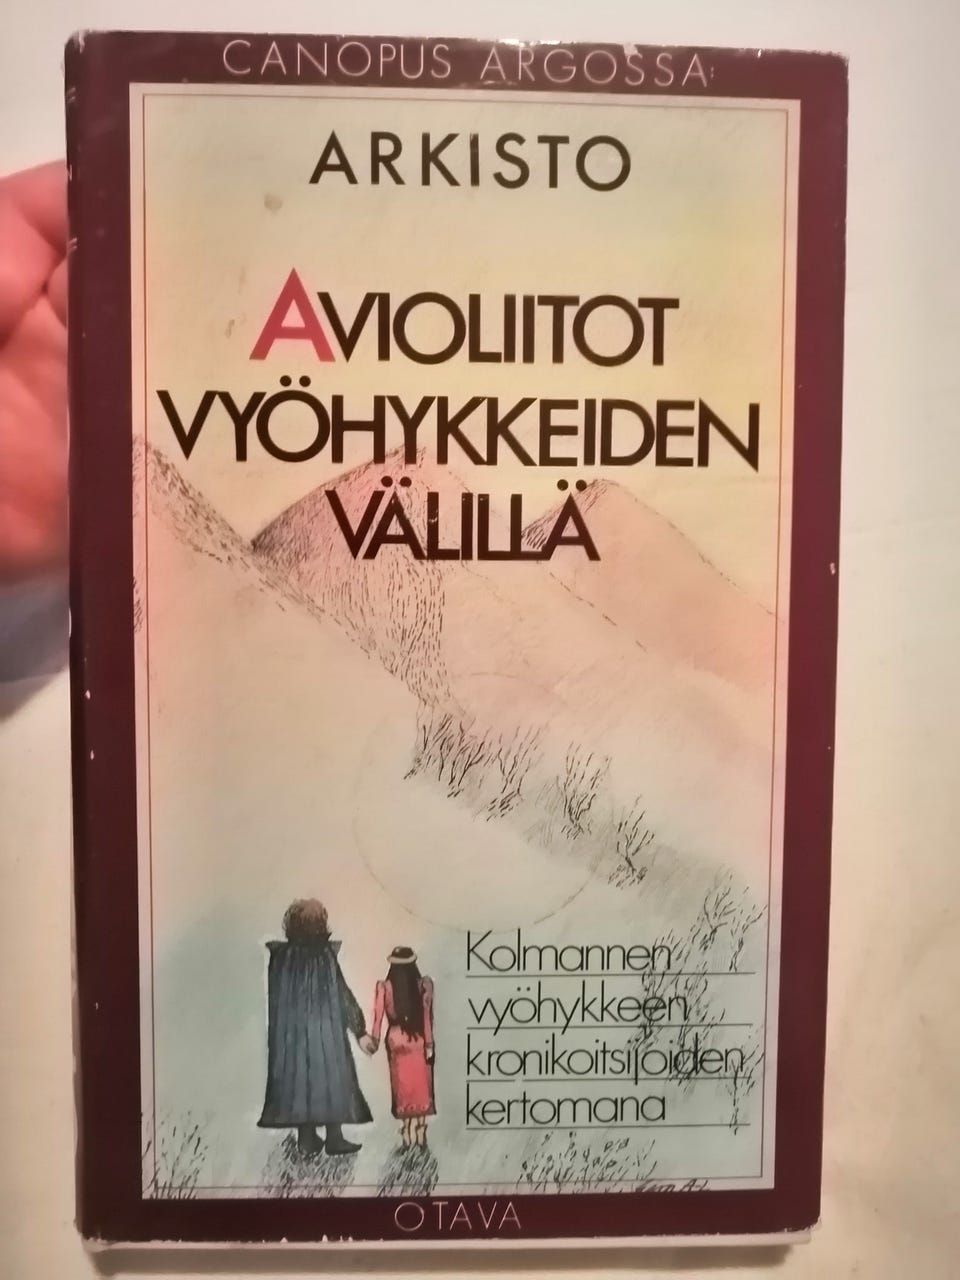 CANOPUS ARGOSSA:
ARKISTO
AVIOLIITOT
VYÖHYKKEIDEN
VÄLILLÄ
Kolmannen
vyöhykkeen
kronikoitsijoiden
kertomana
OTAVA